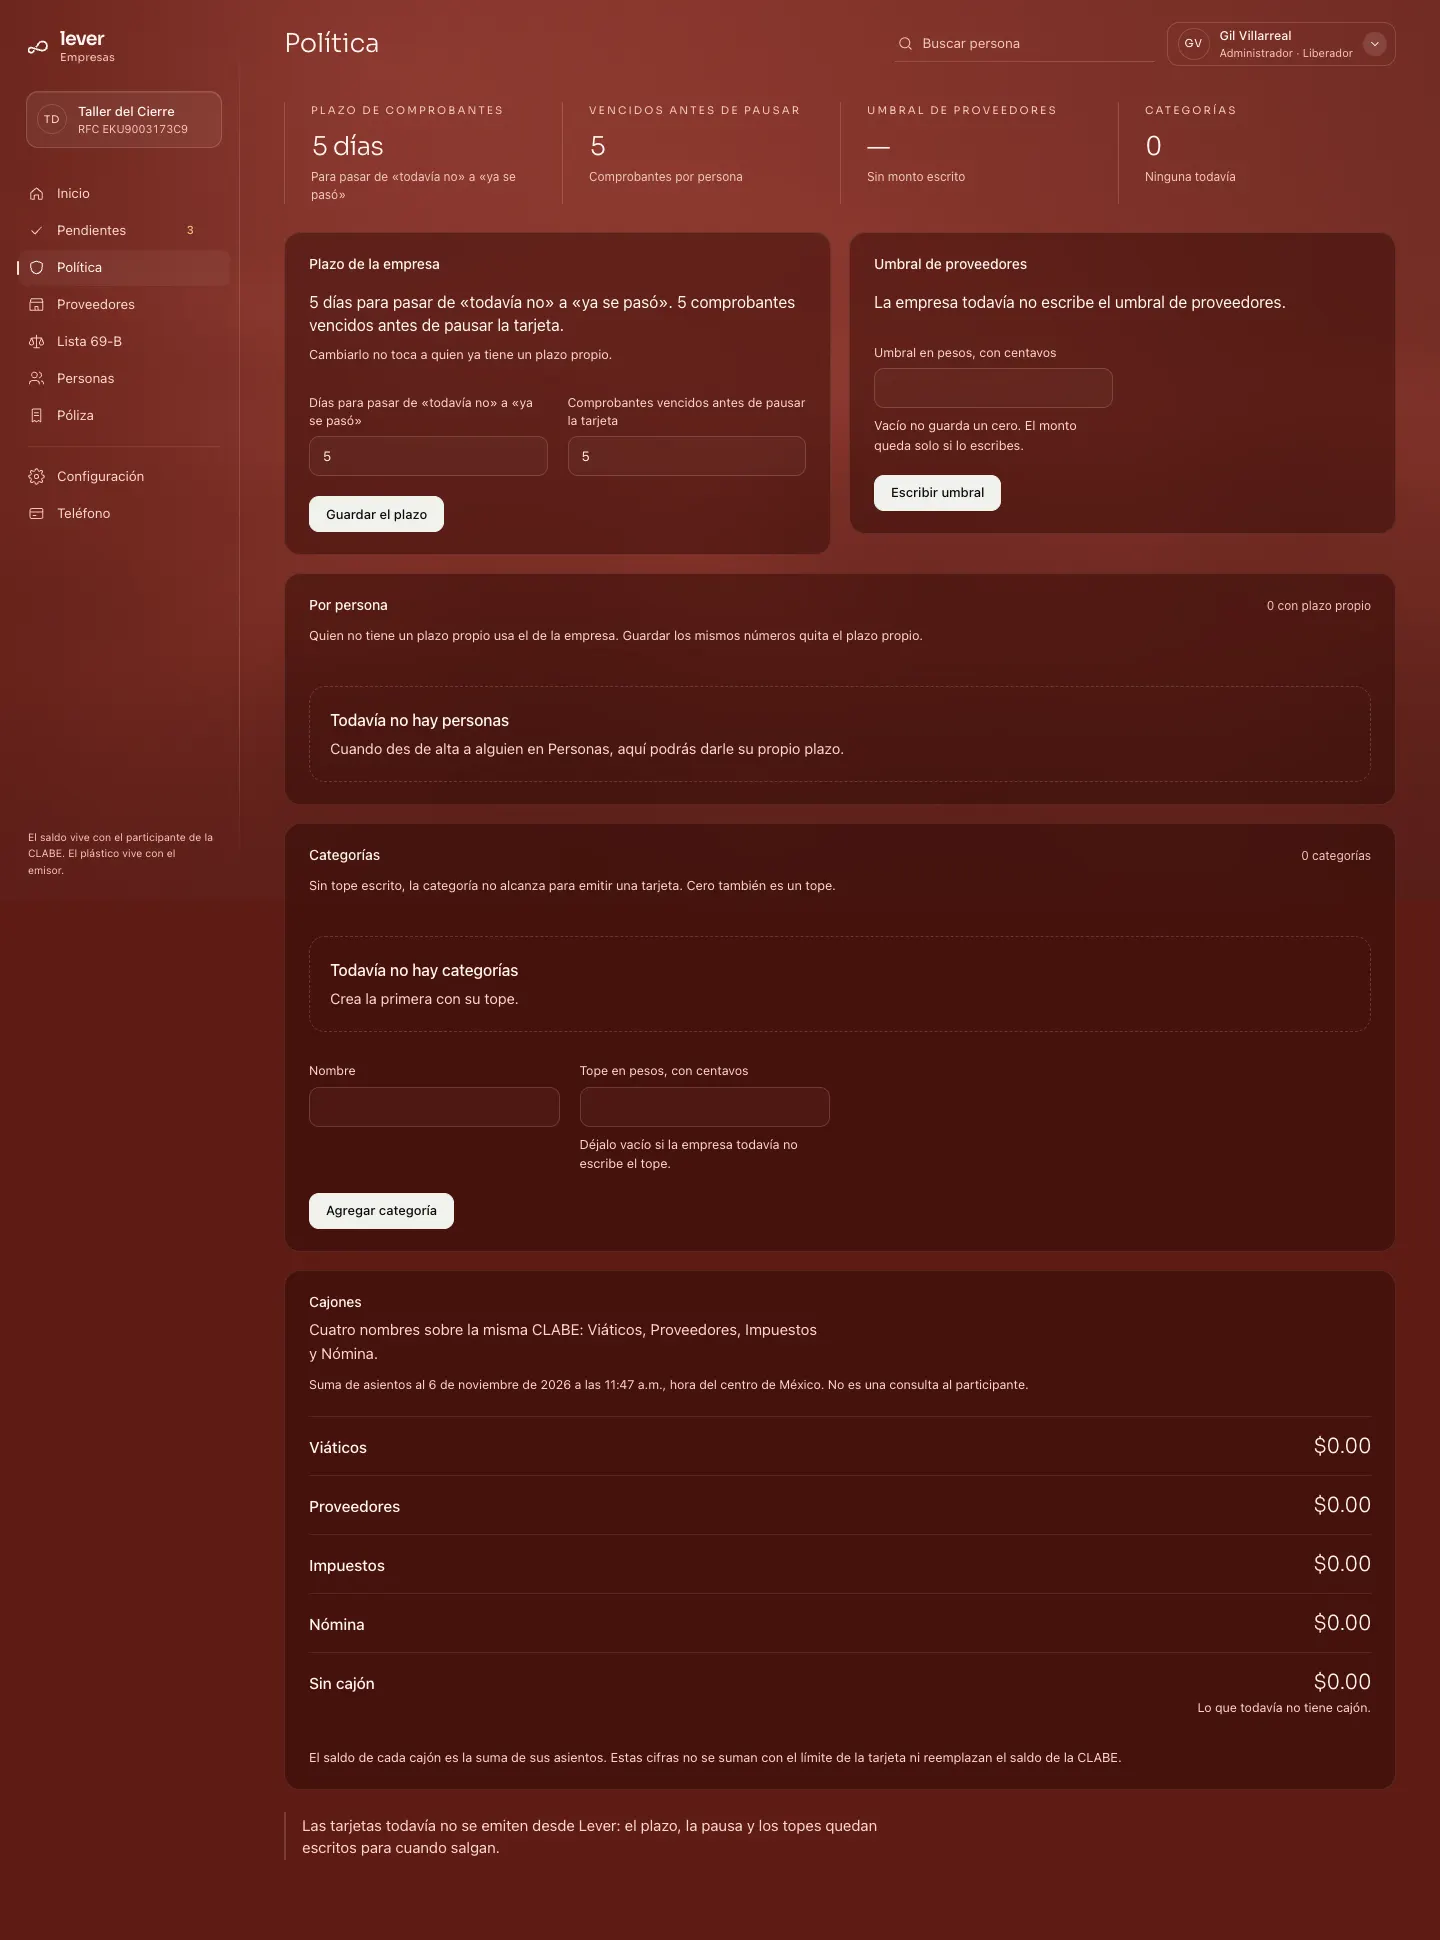 lever
Empresas
TD
Taller del Cierre
RFC EKU9003173C9
Inicio
Pendientes 3
Política
Proveedores
Lista 69-B
Personas
Póliza
Configuración
Teléfono
El saldo vive con el participante de la
CLABE. El plástico vive con el
emisor.
Política
Buscar persona
GV
Gil Villarreal
Administrador · Liberador
PLAZO DE COMPROBANTES
5 días
Para pasar de «todavía no» a «ya se
pasó»
VENCIDOS ANTES DE PAUSAR
5
Comprobantes por persona
UMBRAL DE PROVEEDORES
—
Sin monto escrito
CATEGORÍAS
0
Ninguna todavía
Plazo de la empresa
5 días para pasar de «todavía no» a «ya se pasó». 5 comprobantes
vencidos antes de pausar la tarjeta.
Cambiarlo no toca a quien ya tiene un plazo propio.
Días para pasar de «todavía no» a «ya
se pasó»
5
Comprobantes vencidos antes de pausar
la tarjeta
5
Guardar el plazo
Umbral de proveedores
La empresa todavía no escribe el umbral de proveedores.
Umbral en pesos, con centavos
Vacío no guarda un cero. El monto
queda solo si lo escribes.
Escribir umbral
Por persona
0 con plazo propio
Quien no tiene un plazo propio usa el de la empresa. Guardar los mismos números quita el plazo propio.
Todavía no hay personas
Cuando des de alta a alguien en Personas, aquí podrás darle su propio plazo.
Categorías
0 categorías
Sin tope escrito, la categoría no alcanza para emitir una tarjeta. Cero también es un tope.
Todavía no hay categorías
Crea la primera con su tope.
Nombre
Tope en pesos, con centavos
Déjalo vacío si la empresa todavía no
escribe el tope.
Agregar categoría
Cajones
Cuatro nombres sobre la misma CLABE: Viáticos, Proveedores, Impuestos
y Nómina.
Suma de asientos al 6 de noviembre de 2026 a las 11:47 a.m., hora del centro de México. No es una consulta al participante.
Viáticos $0.00
Proveedores $0.00
Impuestos $0.00
Nómina $0.00
Sin cajón $0.00
Lo que todavía no tiene cajón.
El saldo de cada cajón es la suma de sus asientos. Estas cifras no se suman con el límite de la tarjeta ni reemplazan el saldo de la CLABE.
Las tarjetas todavía no se emiten desde Lever: el plazo, la pausa y los topes quedan
escritos para cuando salgan.